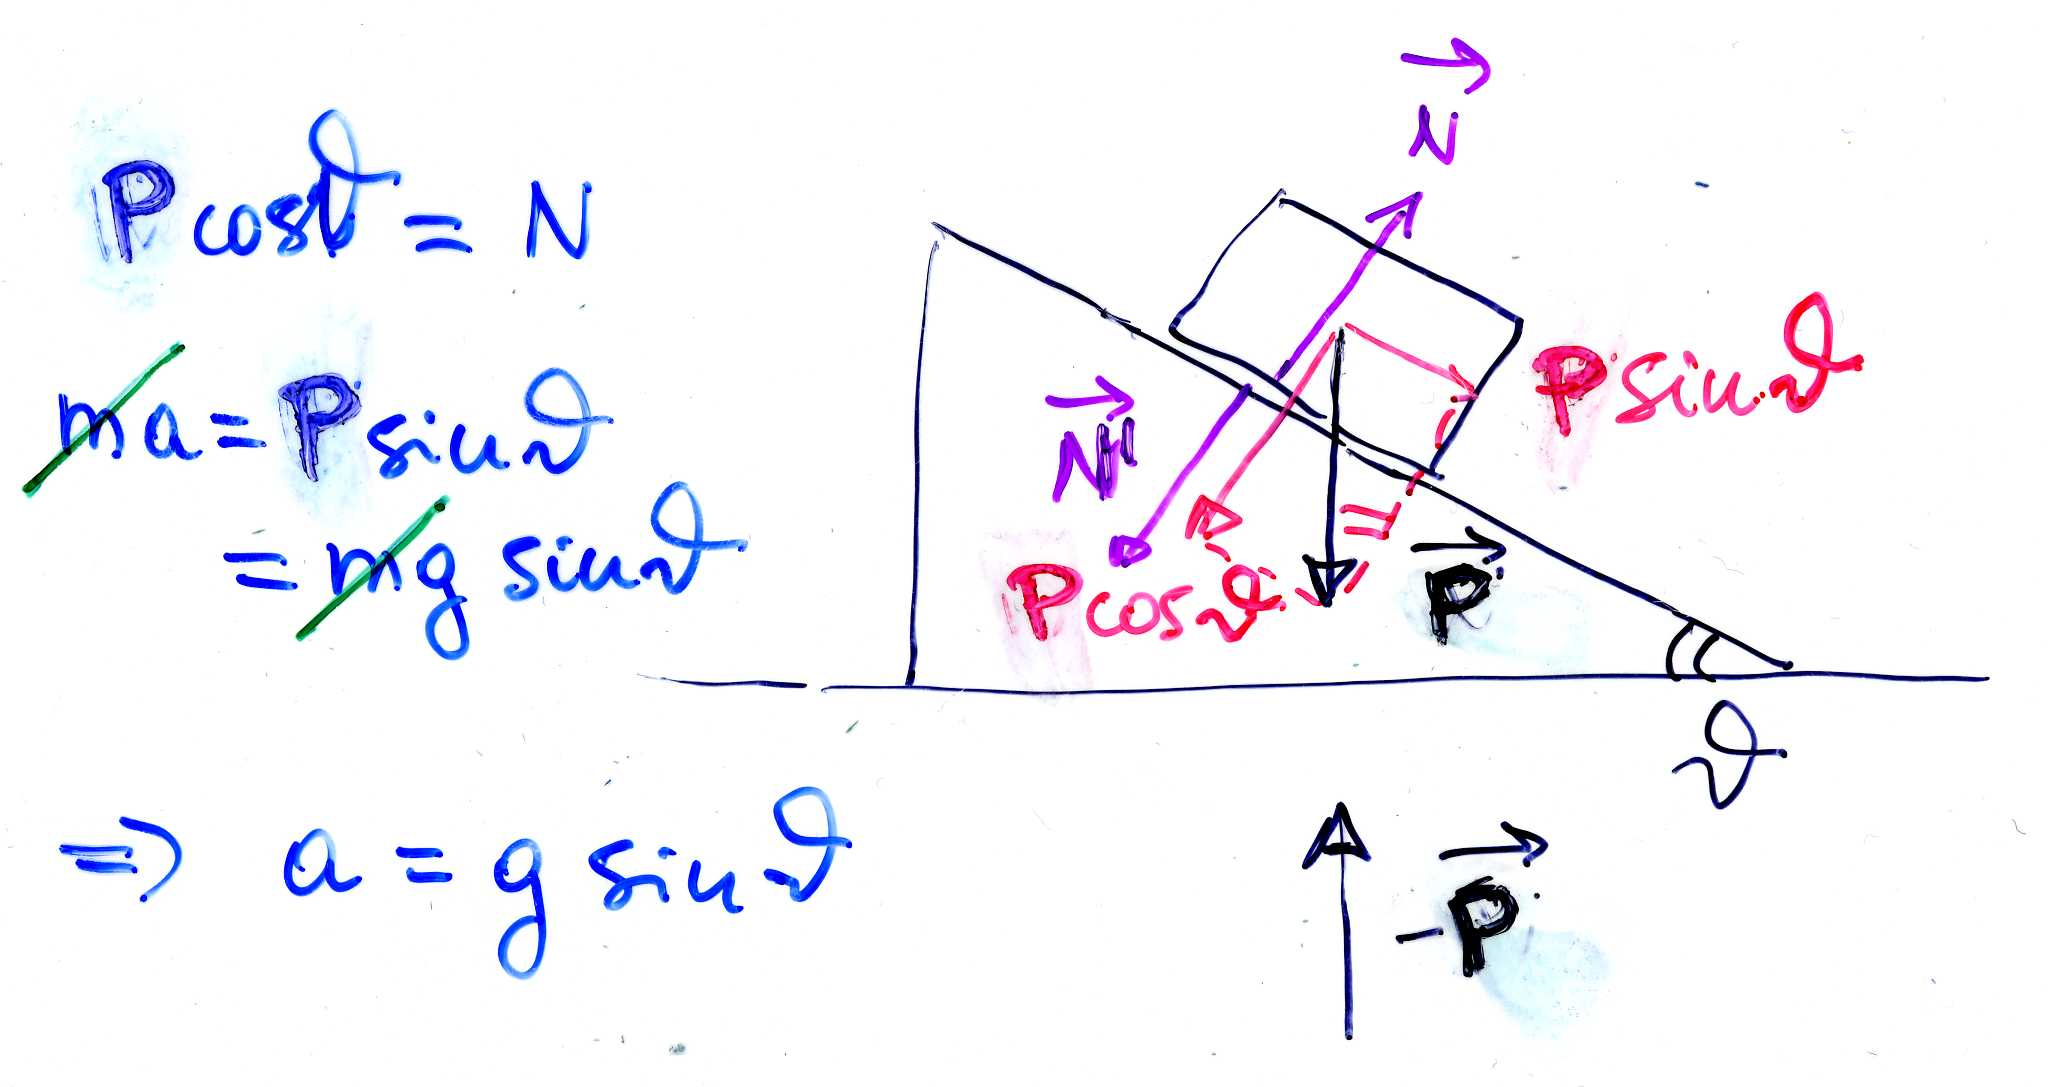 P cosϑ = N
ma = P sinϑ
= mg sinϑ
⇒ a = g sinϑ
N⃗
P sinϑ
N⃗'
P cosϑ
P⃗
ϑ
-P⃗